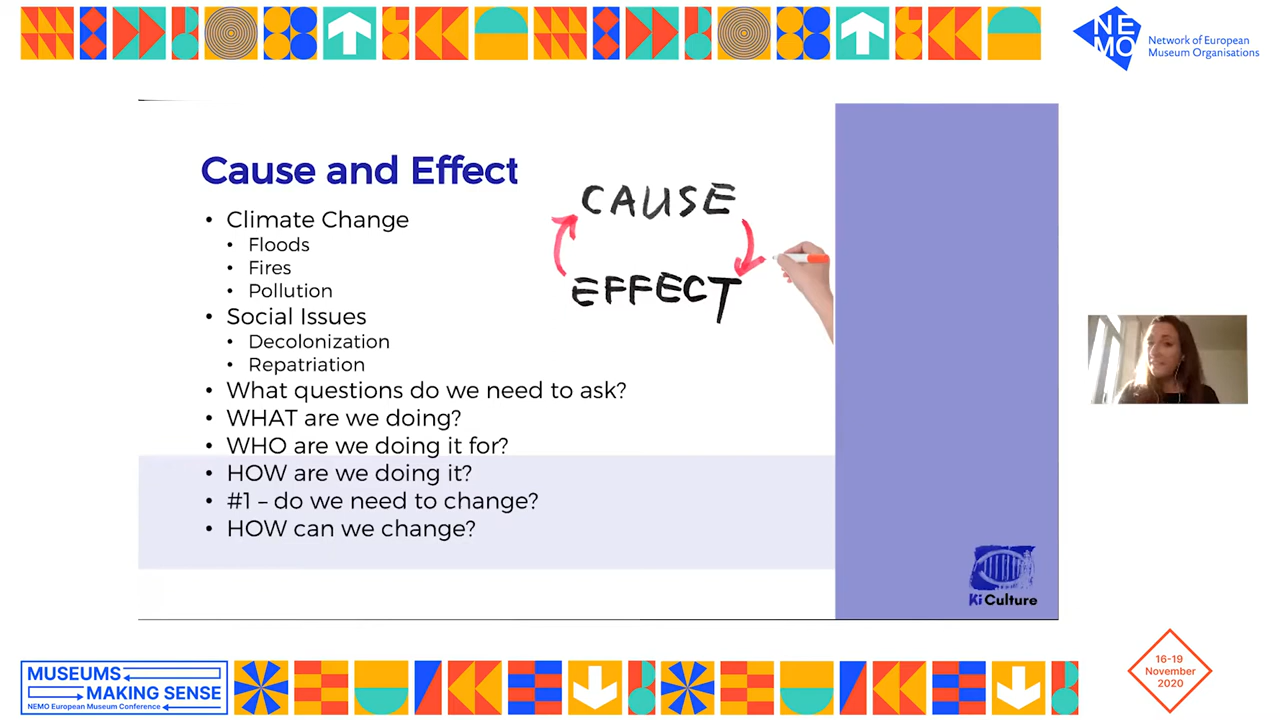 NE
MO
Network of European
Museum Organisations
Cause and Effect
• Climate Change
• Floods
• Fires
• Pollution
• Social Issues
• Decolonization
• Repatriation
• What questions do we need to ask?
• WHAT are we doing?
• WHO are we doing it for?
• HOW are we doing it?
• #1 – do we need to change?
• HOW can we change?
CAUSE
EFFECT
Ki Culture
MUSEUMS
MAKING SENSE
NEMO European Museum Conference
16-19
November
2020